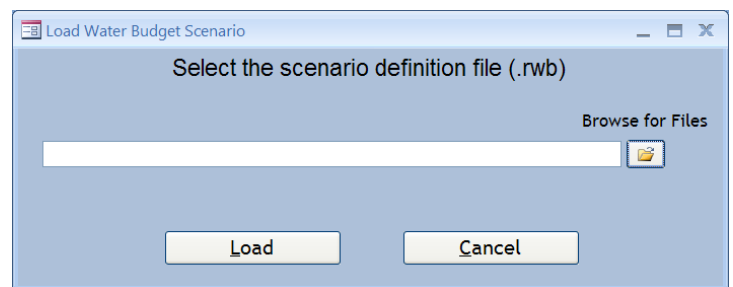 Load Water Budget Scenario
Select the scenario definition file (.rwb)
Browse for Files
Load Cancel